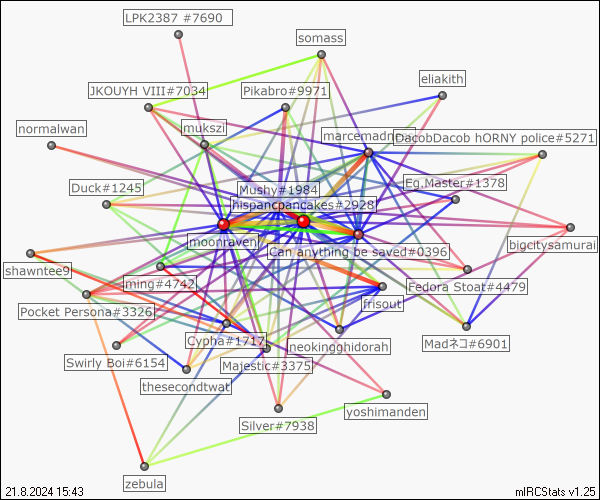 LPK2387 #7690
somass
eliakith
JKOUYH VIII#7034
Pikabro#9971
normalwan
mukszi
marcemadnes
DacobDacob hORNY police#5271
Duck#1245
Mushy#1984
Eg.Master#1378
hispancpancakes#2928
moonraven
Can anything be saved#0396
bigcitysamurai
shawntee9
ming#4742
Fedora Stoat#4479
Pocket Persona#3326
frisout
Cypha#1717
neokingghidorah
Madネコ#6901
Swirly Boi#6154
Majestic#3375
thesecondtwat
yoshimanden
Silver#7938
zebula
21.8.2024 15:43
mIRCStats v1.25